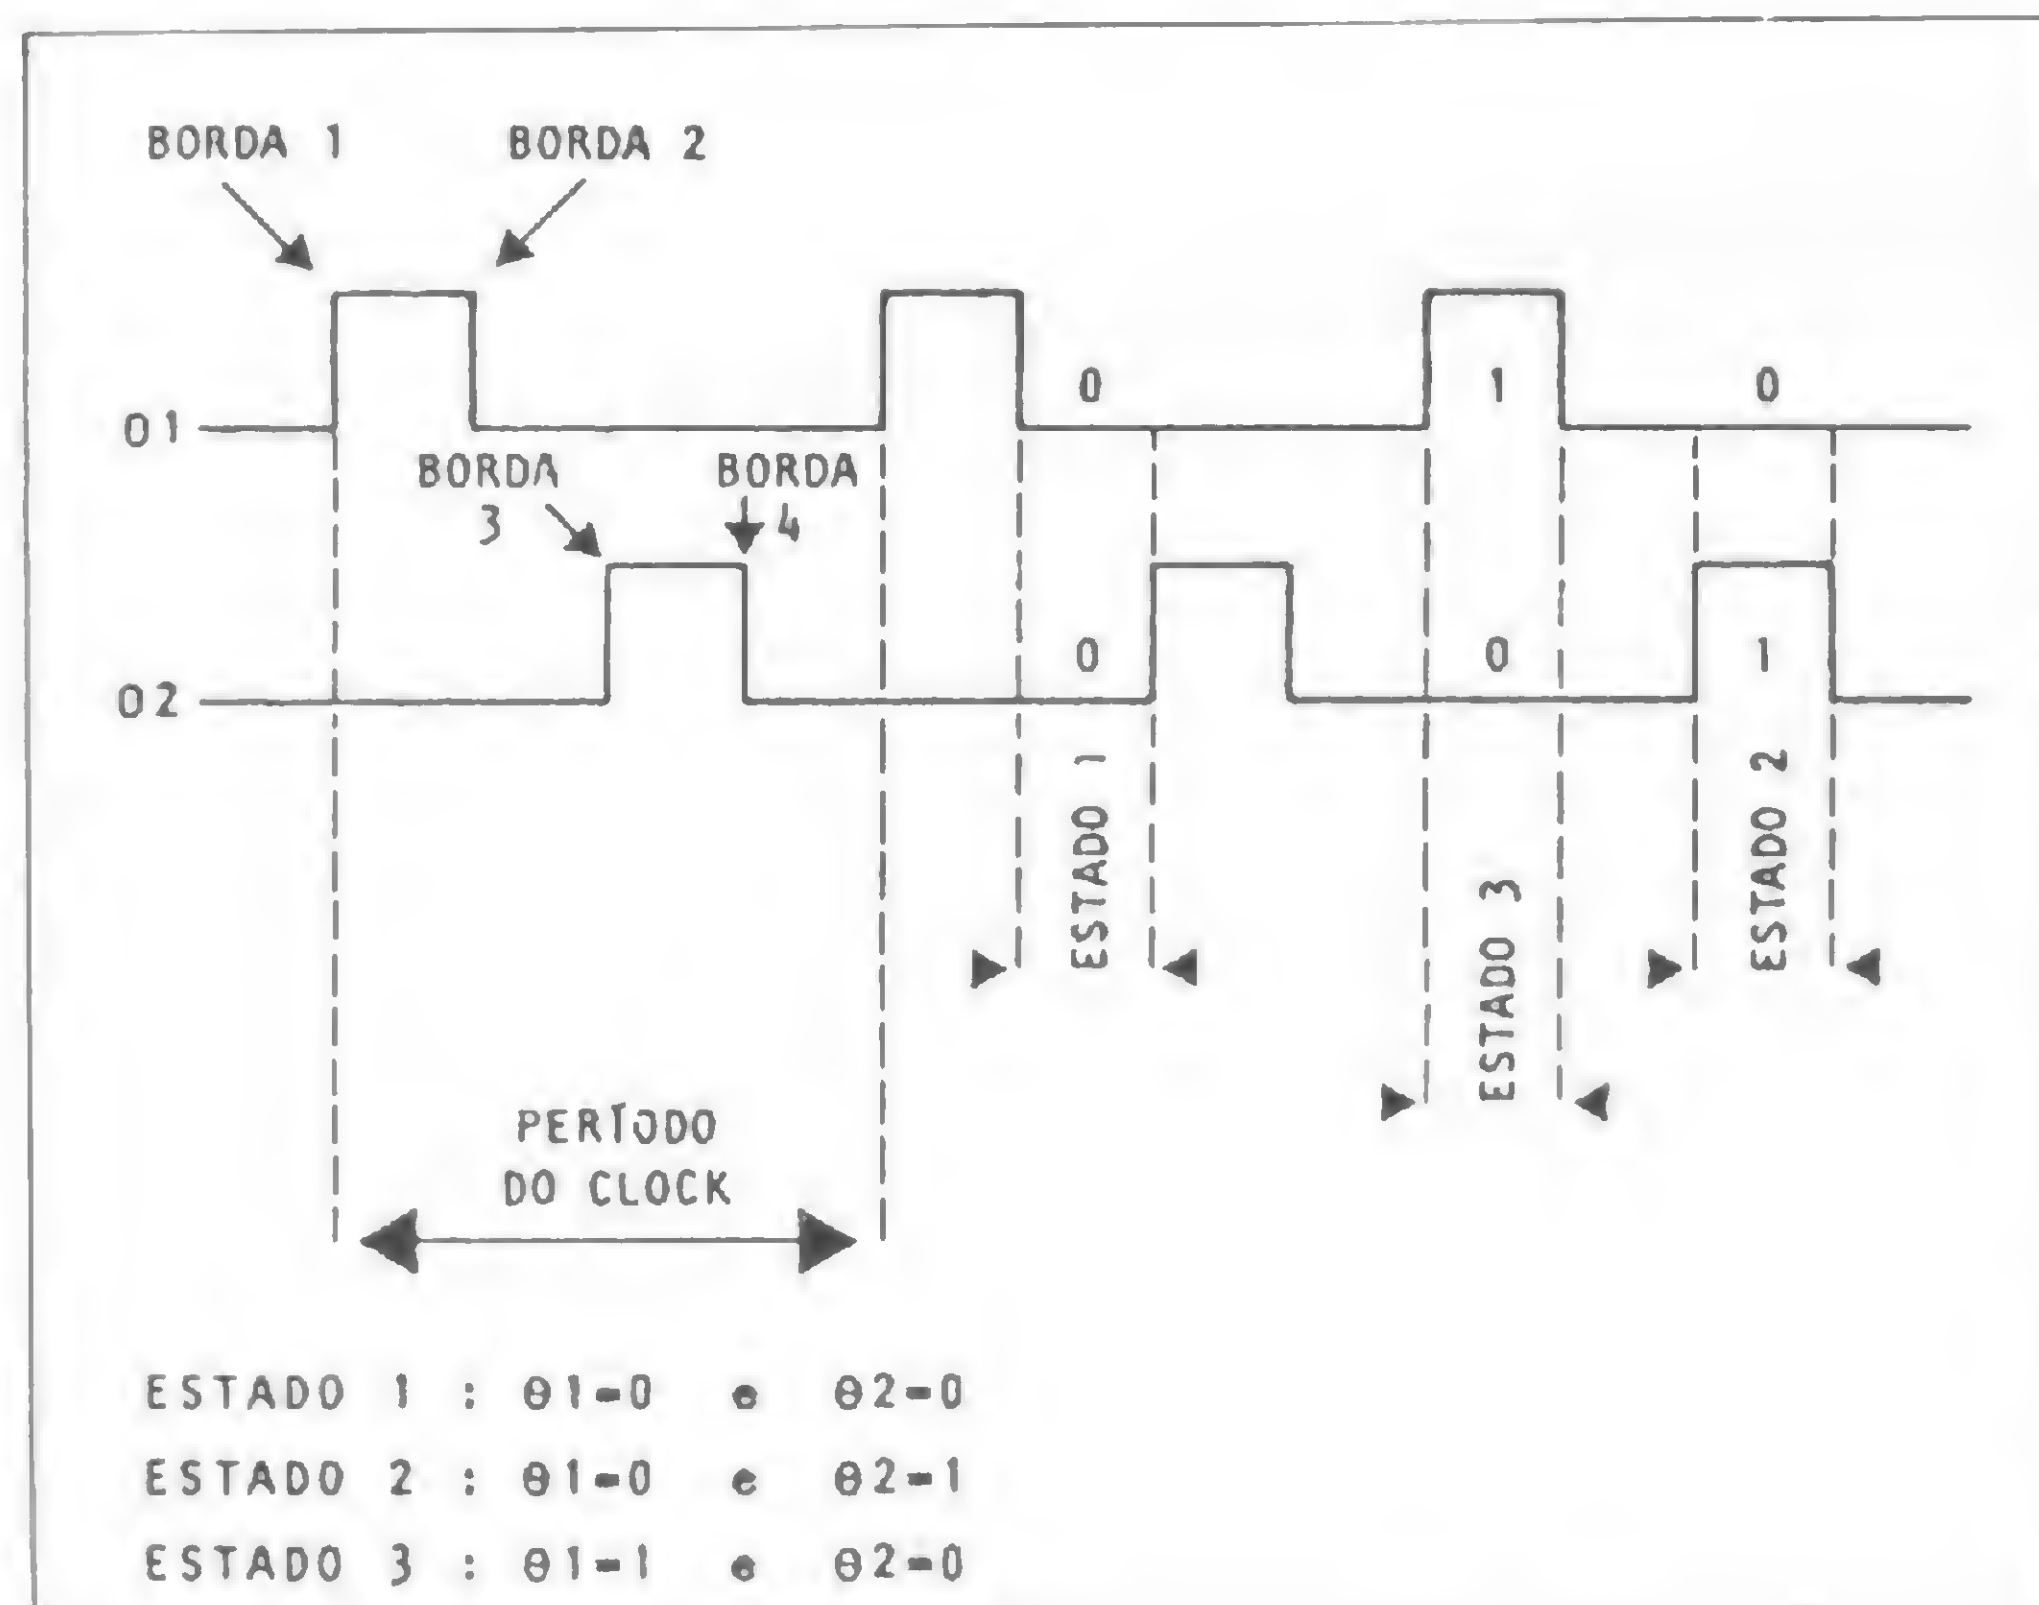 BORDA 1
BORDA 2
0 1 0
O1
BORDA 3
BORDA 4
0 0 1
O2
ESTADO 1
ESTADO 3
ESTADO 2
PERÍODO
DO CLOCK
ESTADO 1 : θ1=0 e θ2=0
ESTADO 2 : θ1=0 e θ2=1
ESTADO 3 : θ1=1 e θ2=0